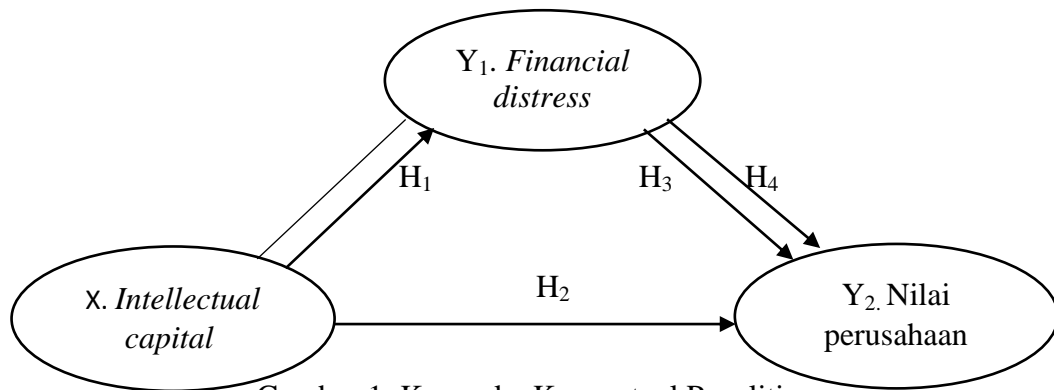 Y₁. Financial
distress
H₁
H₃
H₄
X. Intellectual
capital
H₂
Y₂. Nilai
perusahaan